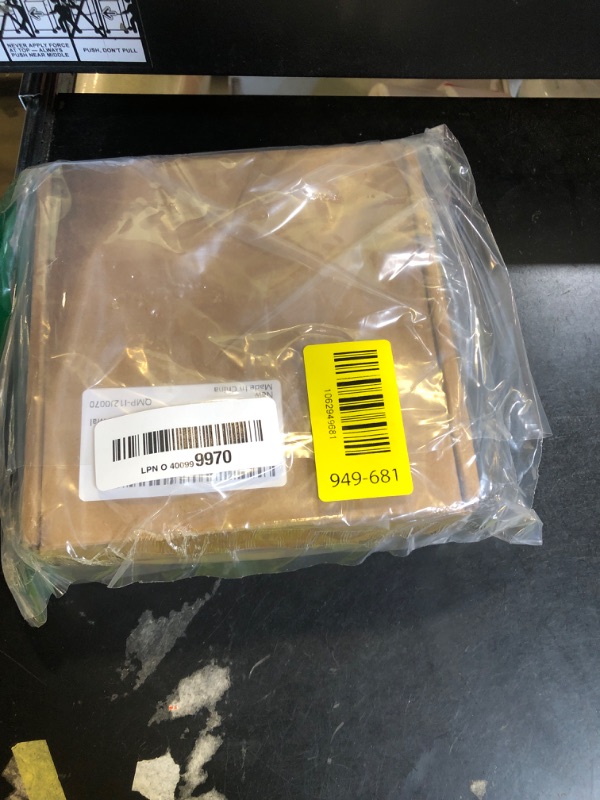 NEVER APPLY FORCE
AT TOP — ALWAYS
PUSH NEAR MIDDLE
PUSH, DON'T PULL
New
Made In China
LPN O 40099 9970
1062949681
949-681